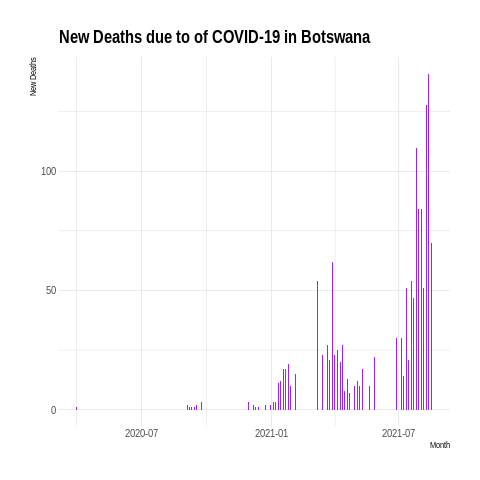 New Deaths due to of COVID-19 in Botswana
New Deaths
100
50
0
2020-07
2021-01
2021-07
Month